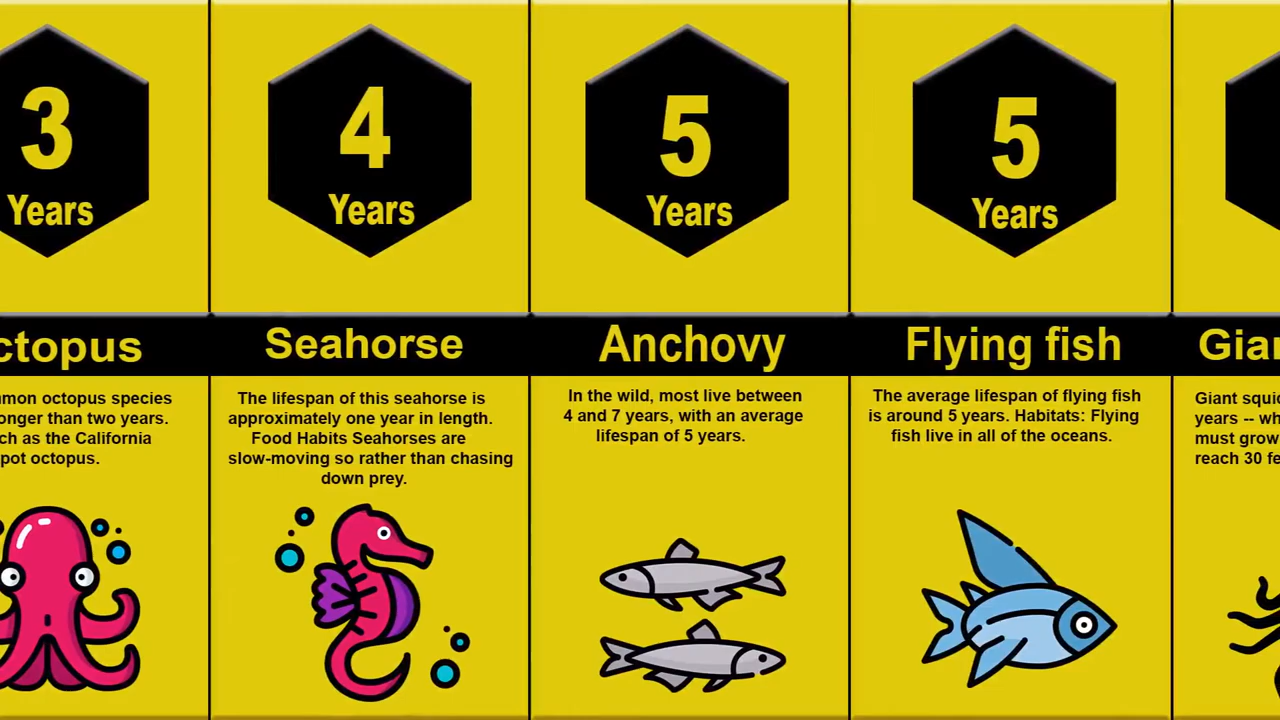 3
Years
4
Years
5
Years
5
Years
ctopus
Seahorse
Anchovy
Flying fish
Gian
mon octopus species
onger than two years.
ch as the California
pot octopus.
The lifespan of this seahorse is
approximately one year in length.
Food Habits Seahorses are
slow-moving so rather than chasing
down prey.
In the wild, most live between
4 and 7 years, with an average
lifespan of 5 years.
The average lifespan of flying fish
is around 5 years. Habitats: Flying
fish live in all of the oceans.
Giant squid
years -- wh
must grow
reach 30 fe